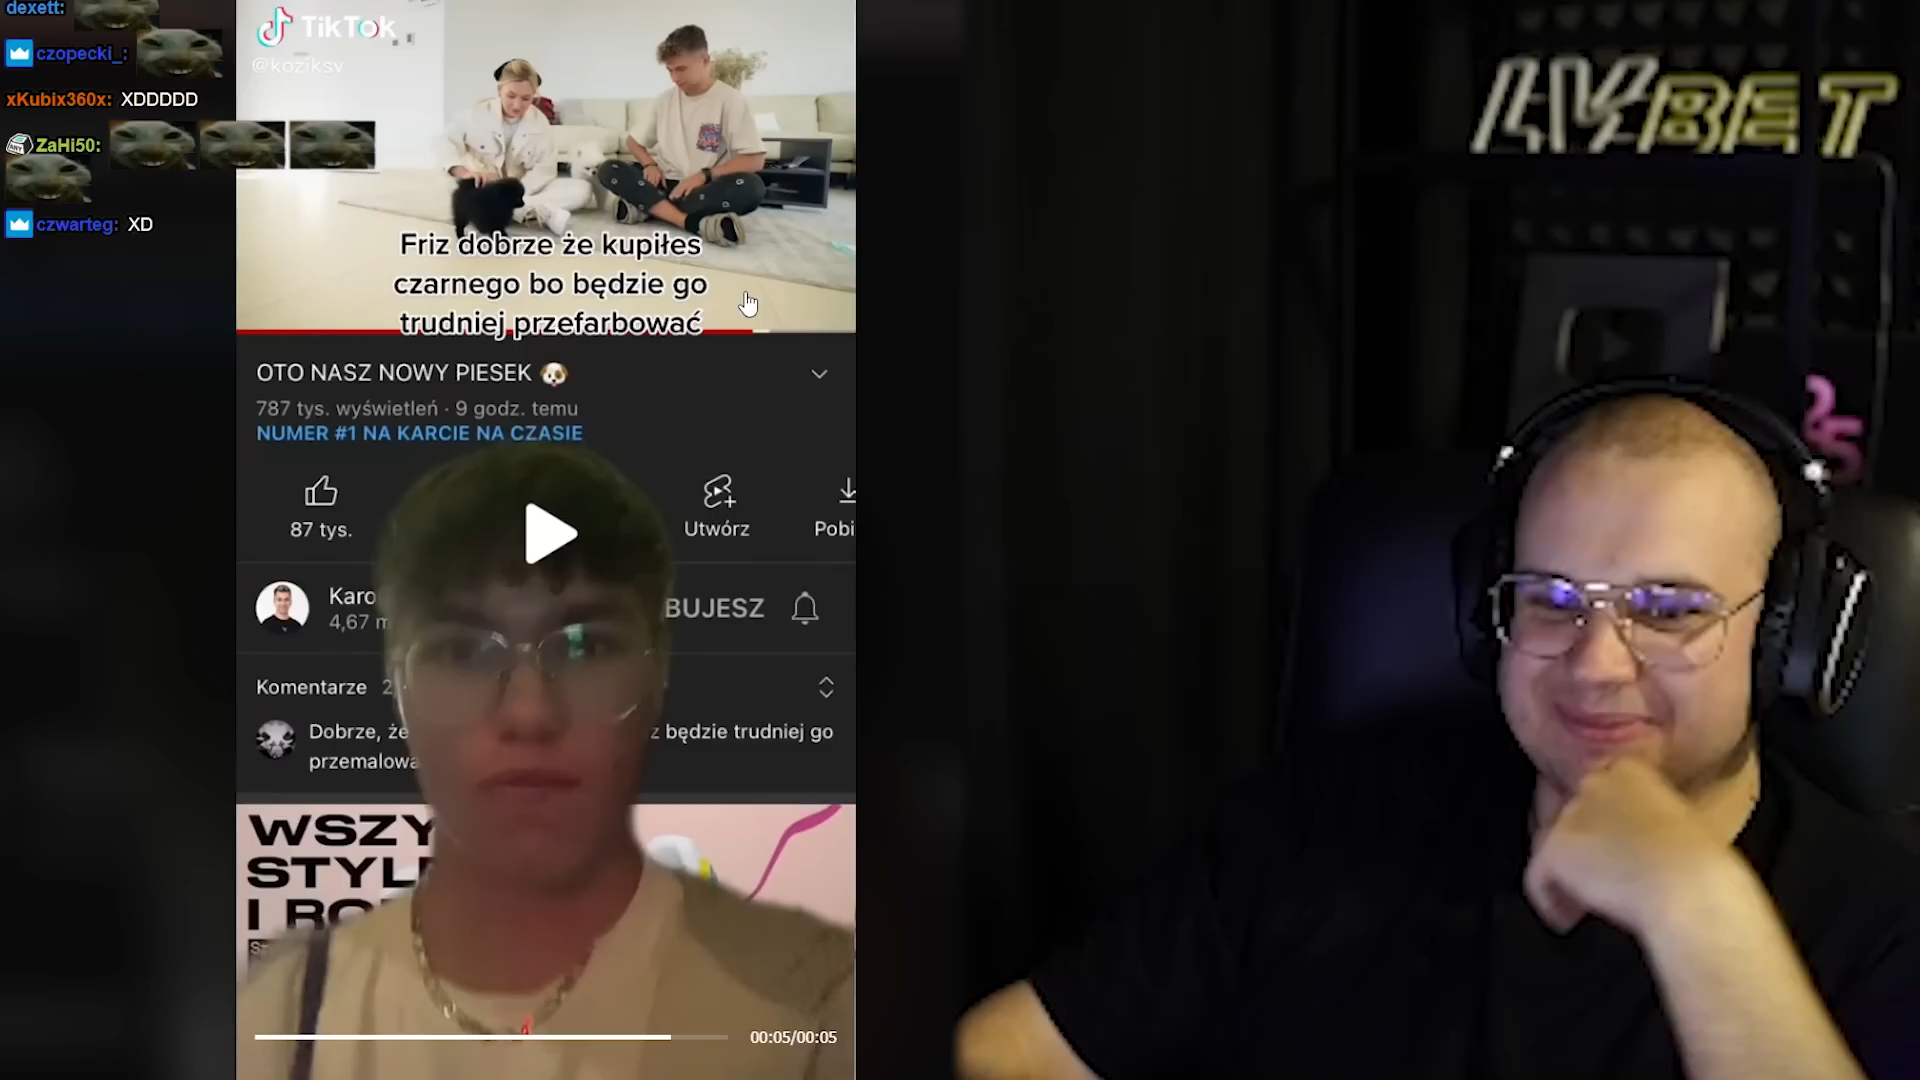 dexett:
czopecki_:
xKubix360x: XDDDDD
ZaHi50:
czwarteg: XD
TikTok
@koziksv
Friz dobrze że kupiłes
czarnego bo będzie go
trudniej przefarbować
OTO NASZ NOWY PIESEK
787 tys. wyświetleń · 9 godz. temu
NUMER #1 NA KARCIE NA CZASIE
87 tys.
Utwórz
Pobi
Karo
4,67 m
BUJESZ
Komentarze 2
Dobrze, że
z będzie trudniej go
przemalowa
WSZY
STYL
I RO
00:05/00:05
LVBET